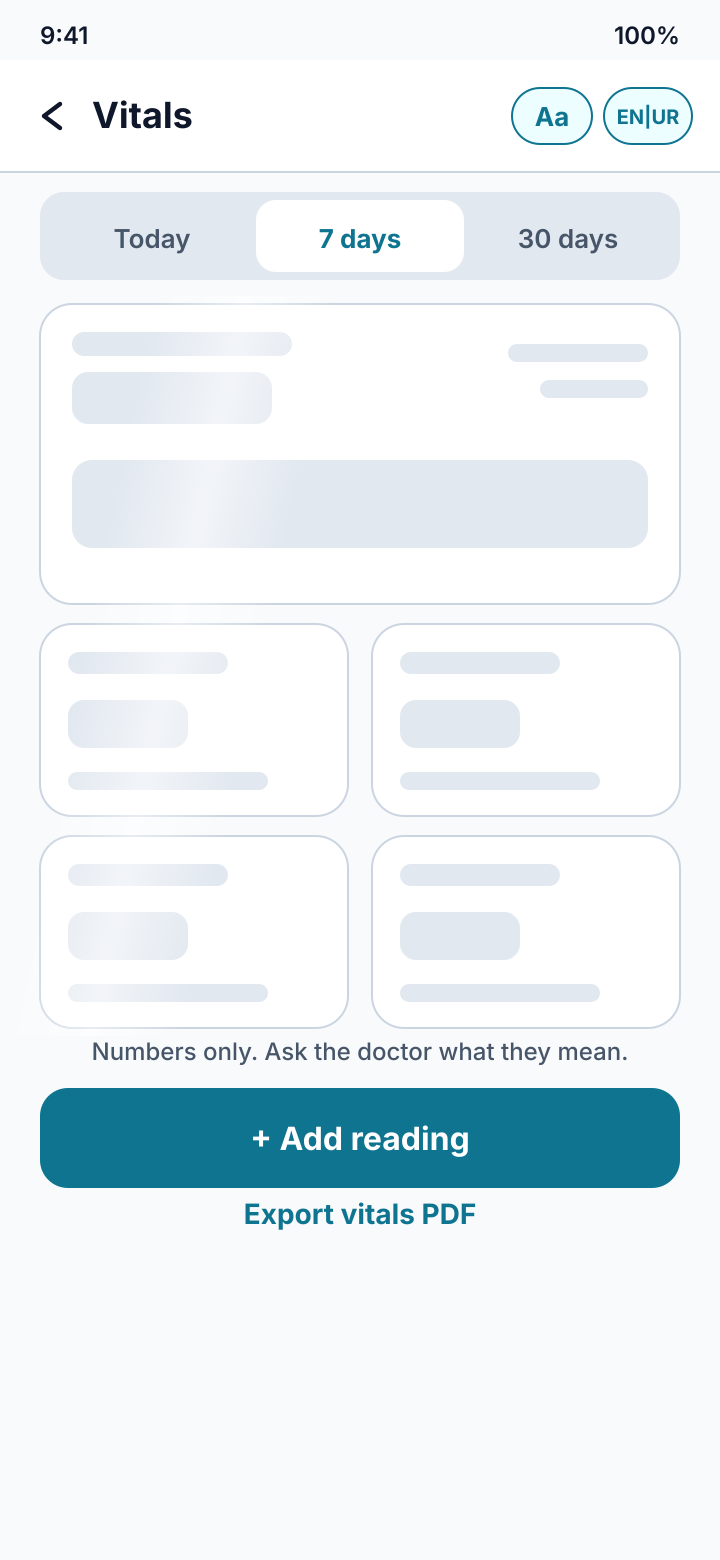 9:41 100%
Vitals Aa EN|UR
Today 7 days 30 days
Numbers only. Ask the doctor what they mean.
+ Add reading
Export vitals PDF